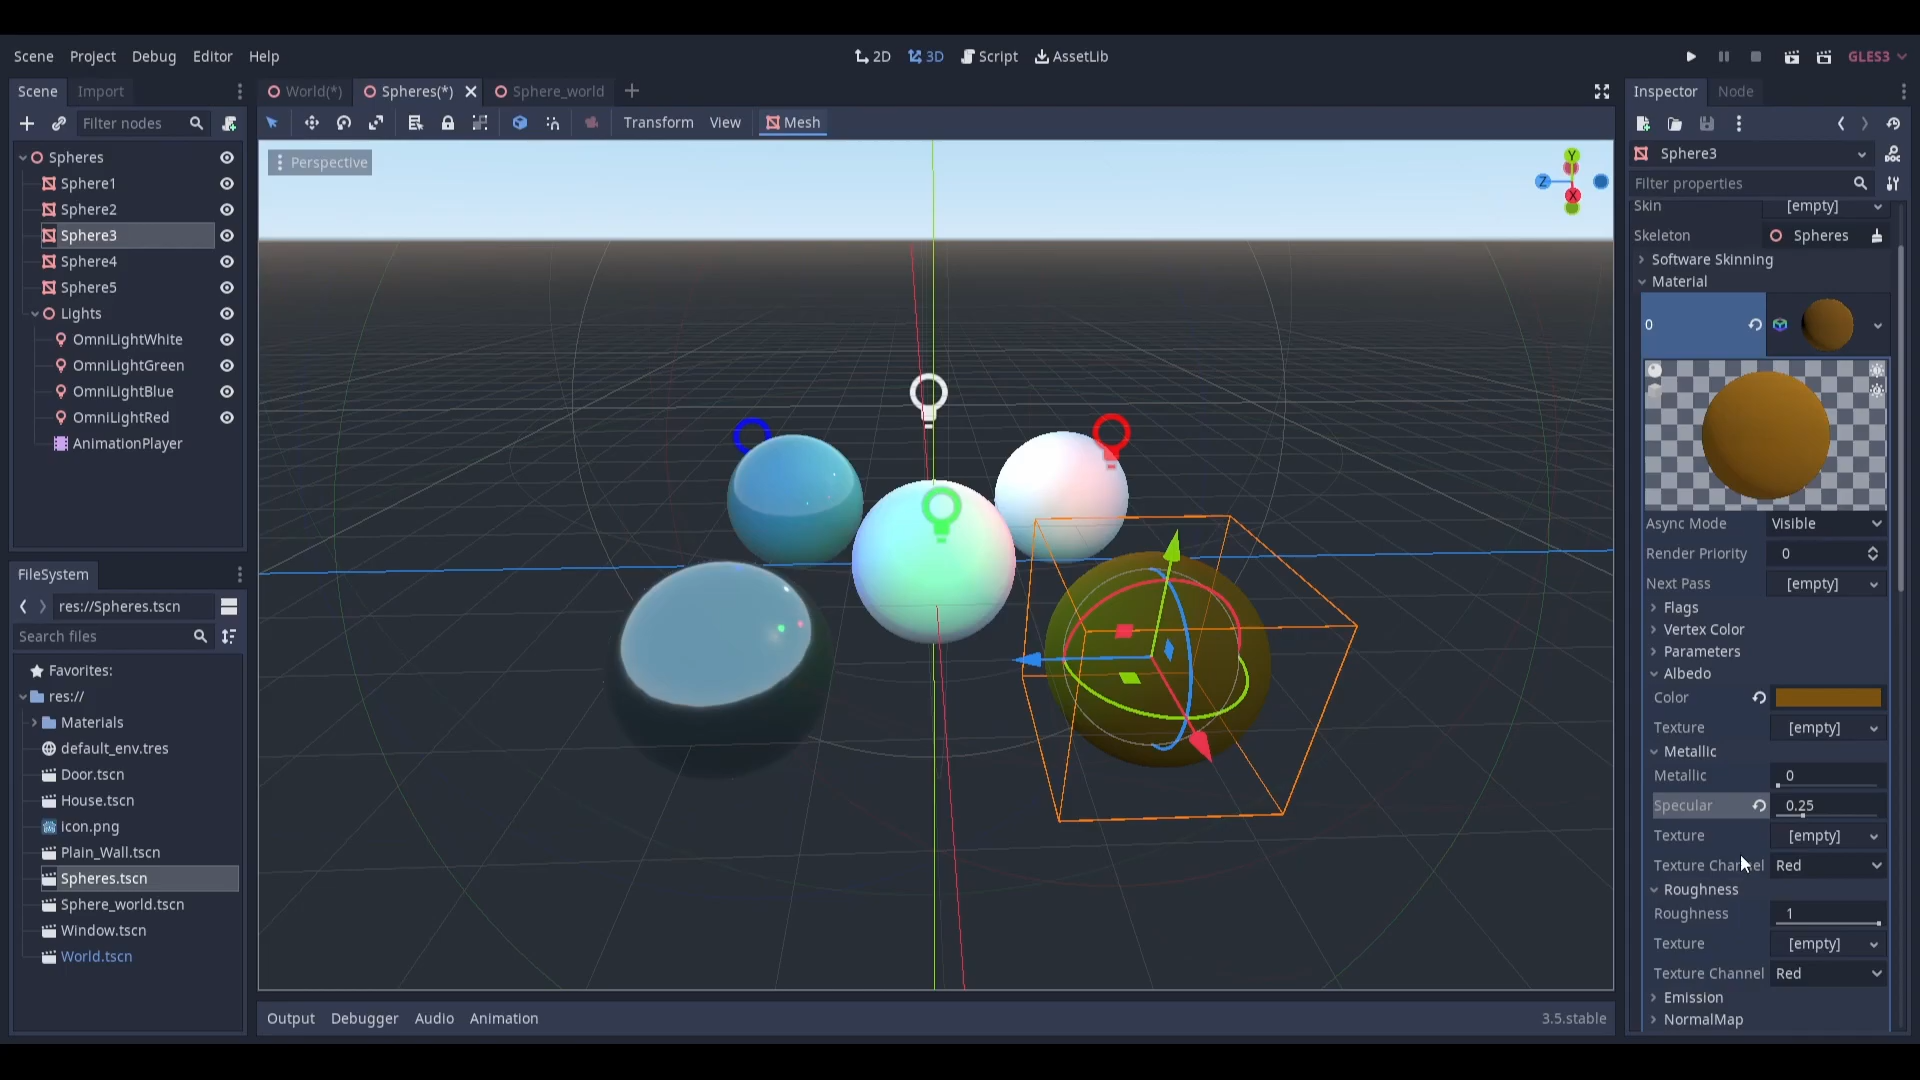 Scene Project Debug Editor Help
2D 3D Script AssetLib
GLES3
Scene Import
Filter nodes
Spheres
Sphere1
Sphere2
Sphere3
Sphere4
Sphere5
Lights
OmniLightWhite
OmniLightGreen
OmniLightBlue
OmniLightRed
AnimationPlayer
FileSystem
res://Spheres.tscn
Search files
Favorites:
res://
Materials
default_env.tres
Door.tscn
House.tscn
icon.png
Plain_Wall.tscn
Spheres.tscn
Sphere_world.tscn
Window.tscn
World.tscn
World(*) Spheres(*) Sphere_world
Transform View Mesh
Perspective
Y
Z
X
Output Debugger Audio Animation 3.5.stable
Inspector Node
Sphere3
Filter properties
Skin [empty]
Skeleton Spheres
Software Skinning
Material
0
Async Mode Visible
Render Priority 0
Next Pass [empty]
Flags
Vertex Color
Parameters
Albedo
Color
Texture [empty]
Metallic
Metallic 0
Specular 0.25
Texture [empty]
Texture Channel Red
Roughness
Roughness 1
Texture [empty]
Texture Channel Red
Emission
NormalMap